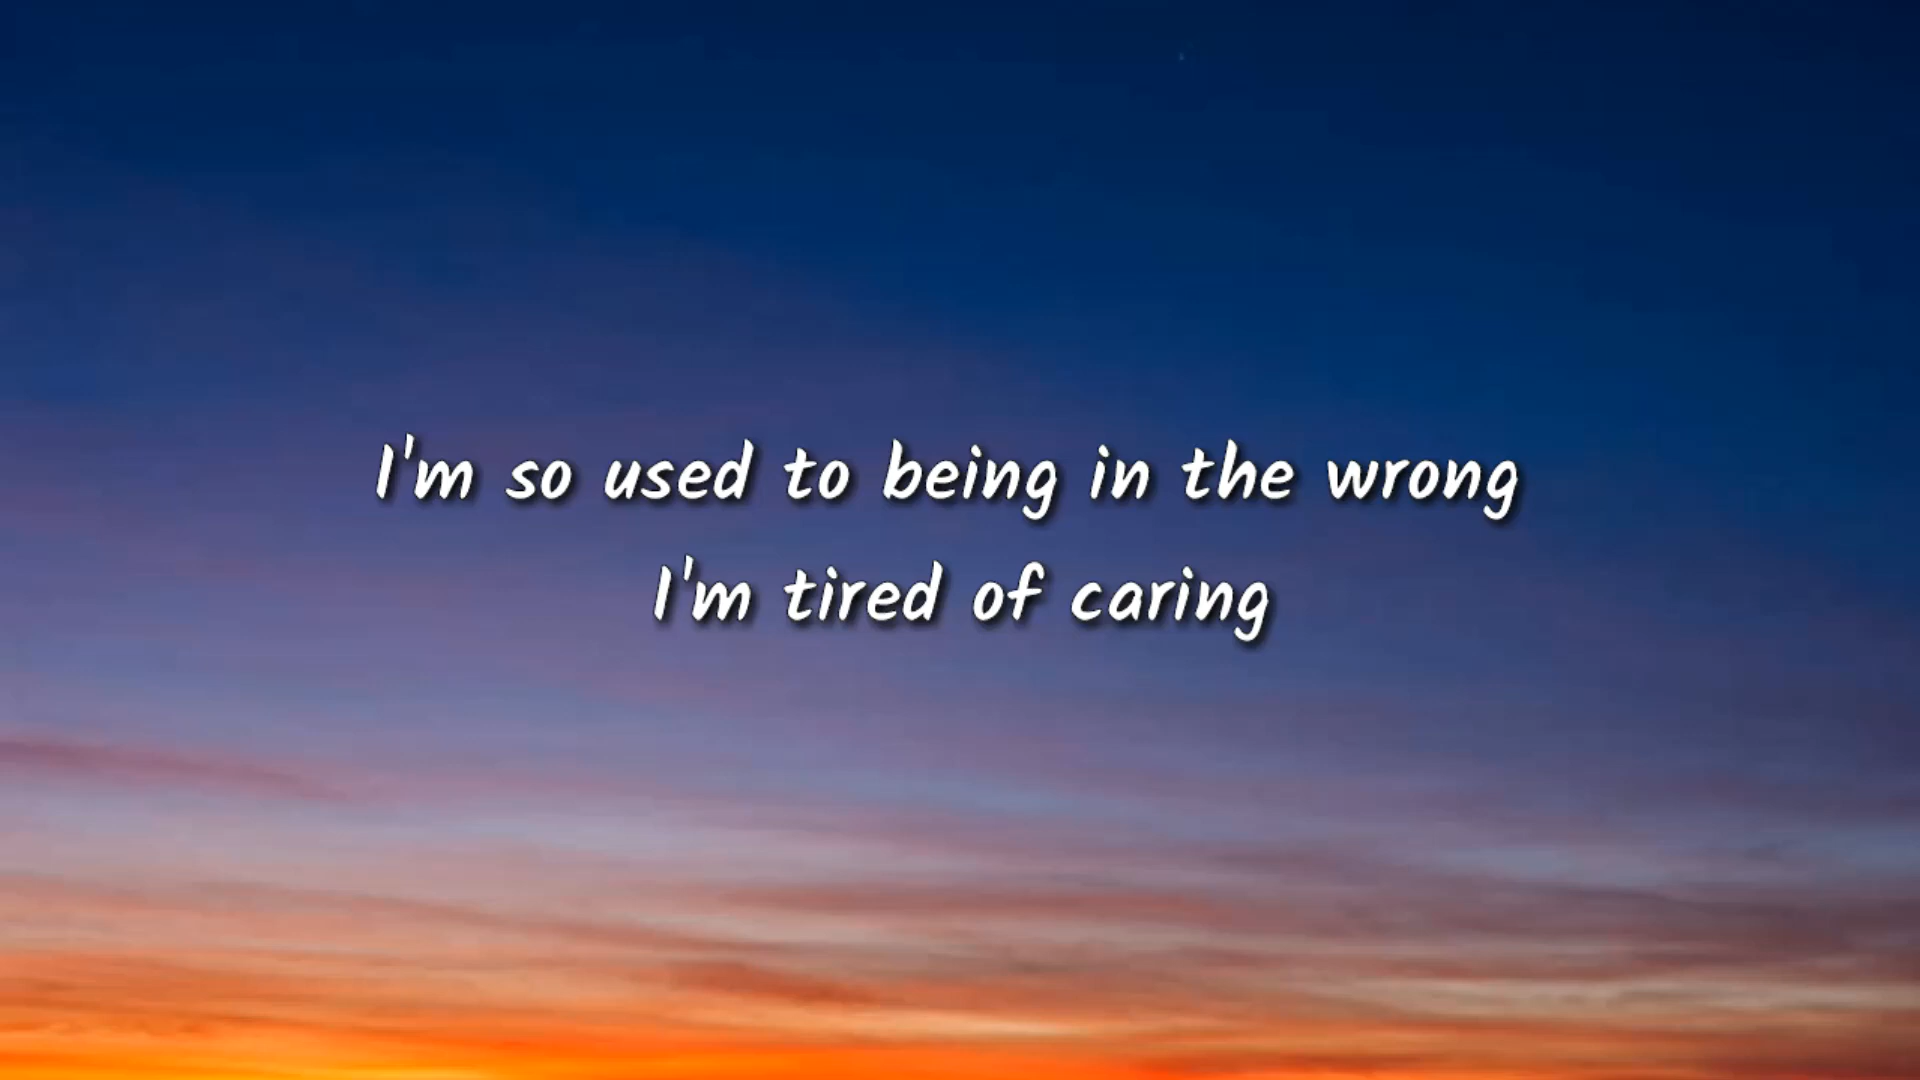 I'm so used to being in the wrong
I'm tired of caring